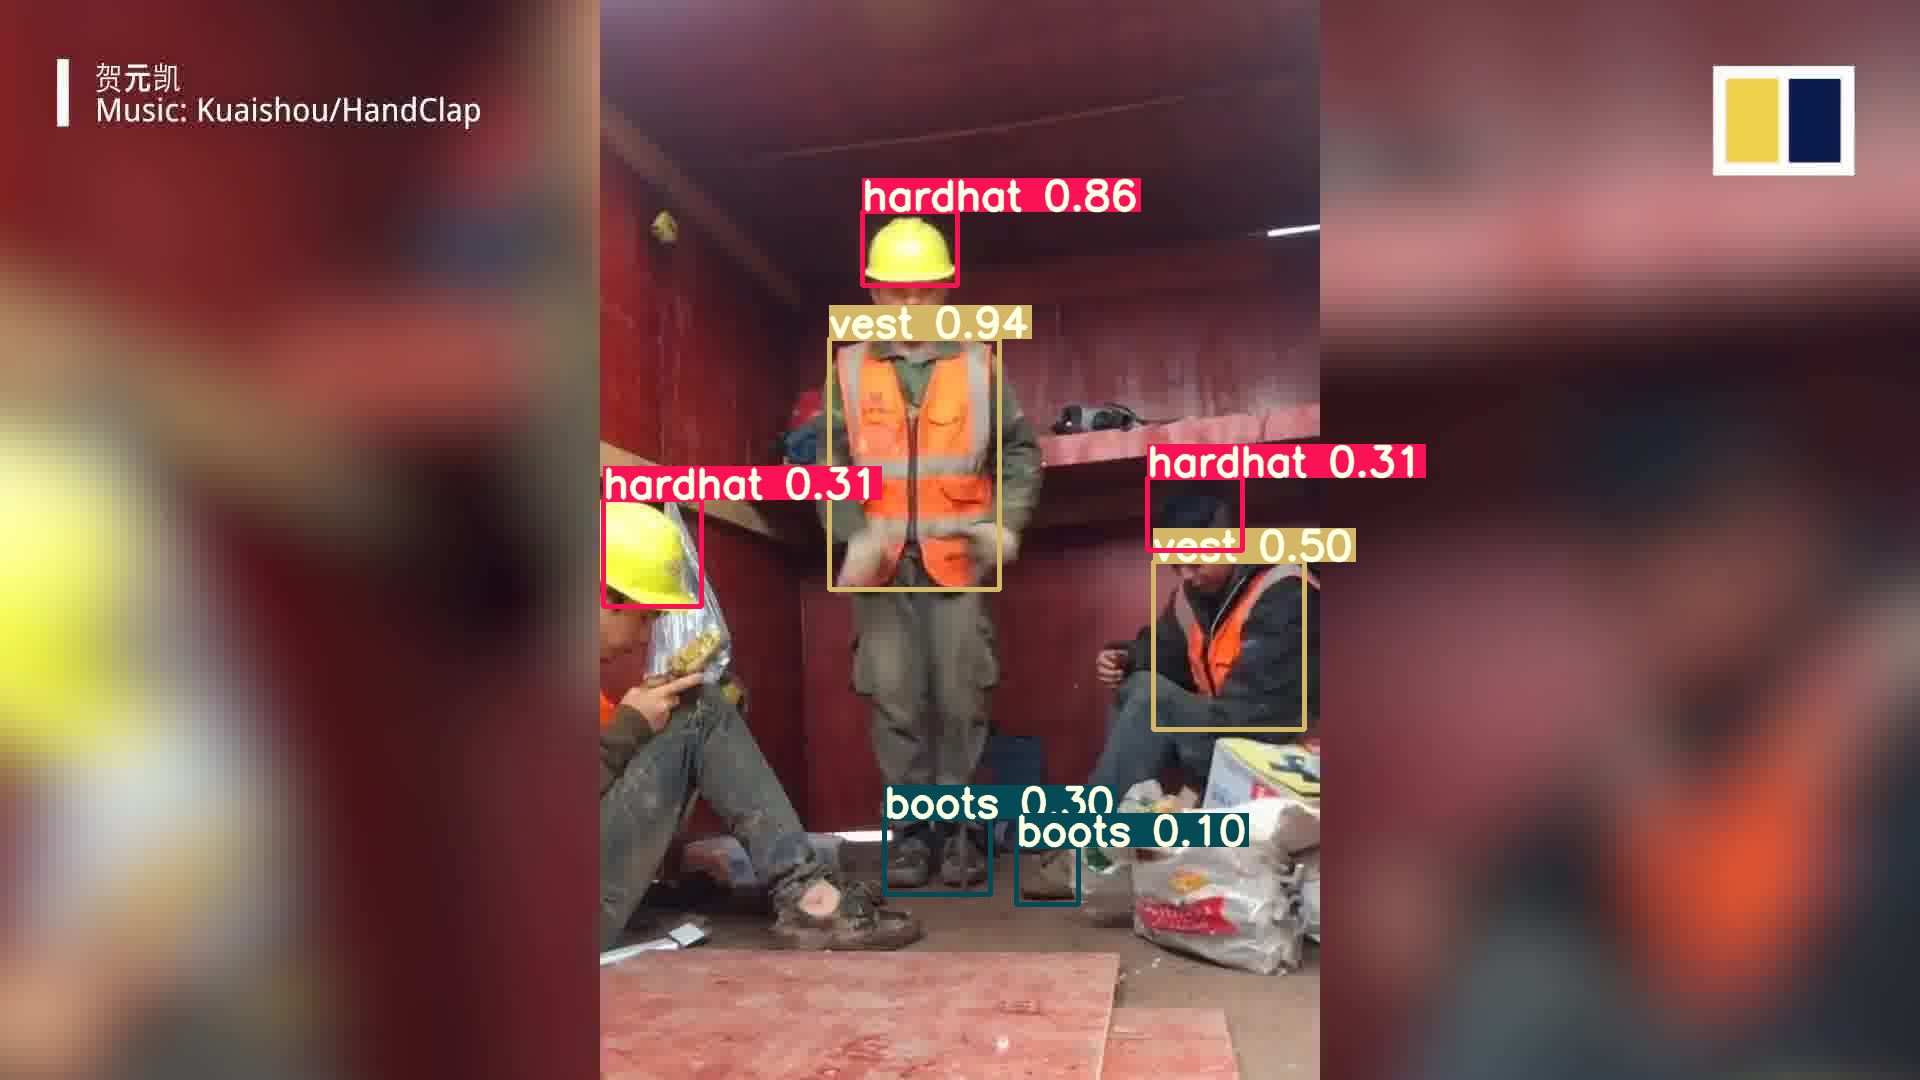 贺元凯
Music: Kuaishou/HandClap
hardhat 0.86
vest 0.94
hardhat 0.31
hardhat 0.31
vest 0.50
boots 0.30
boots 0.10